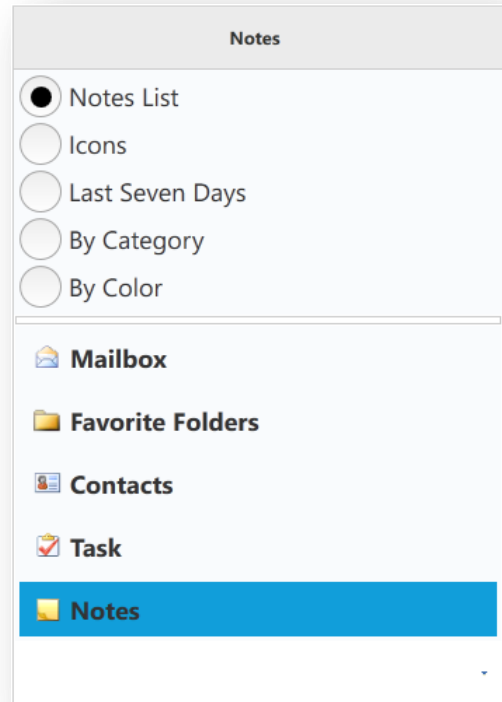 Notes
Notes List
Icons
Last Seven Days
By Category
By Color
Mailbox
Favorite Folders
Contacts
Task
Notes